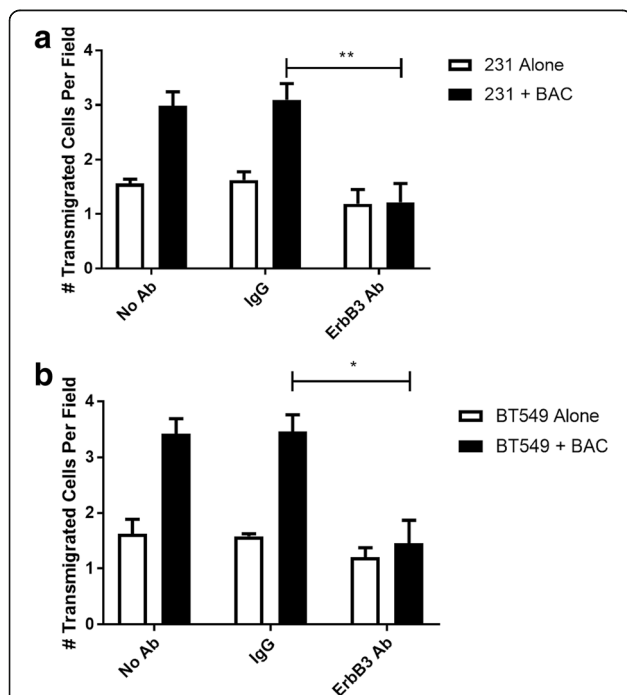 a
# Transmigrated Cells Per Field
4
3
2
1
0
**
231 Alone
231 + BAC
No Ab
IgG
ErbB3 Ab
b
# Transmigrated Cells Per Field
4
3
2
1
0
*
BT549 Alone
BT549 + BAC
No Ab
IgG
ErbB3 Ab